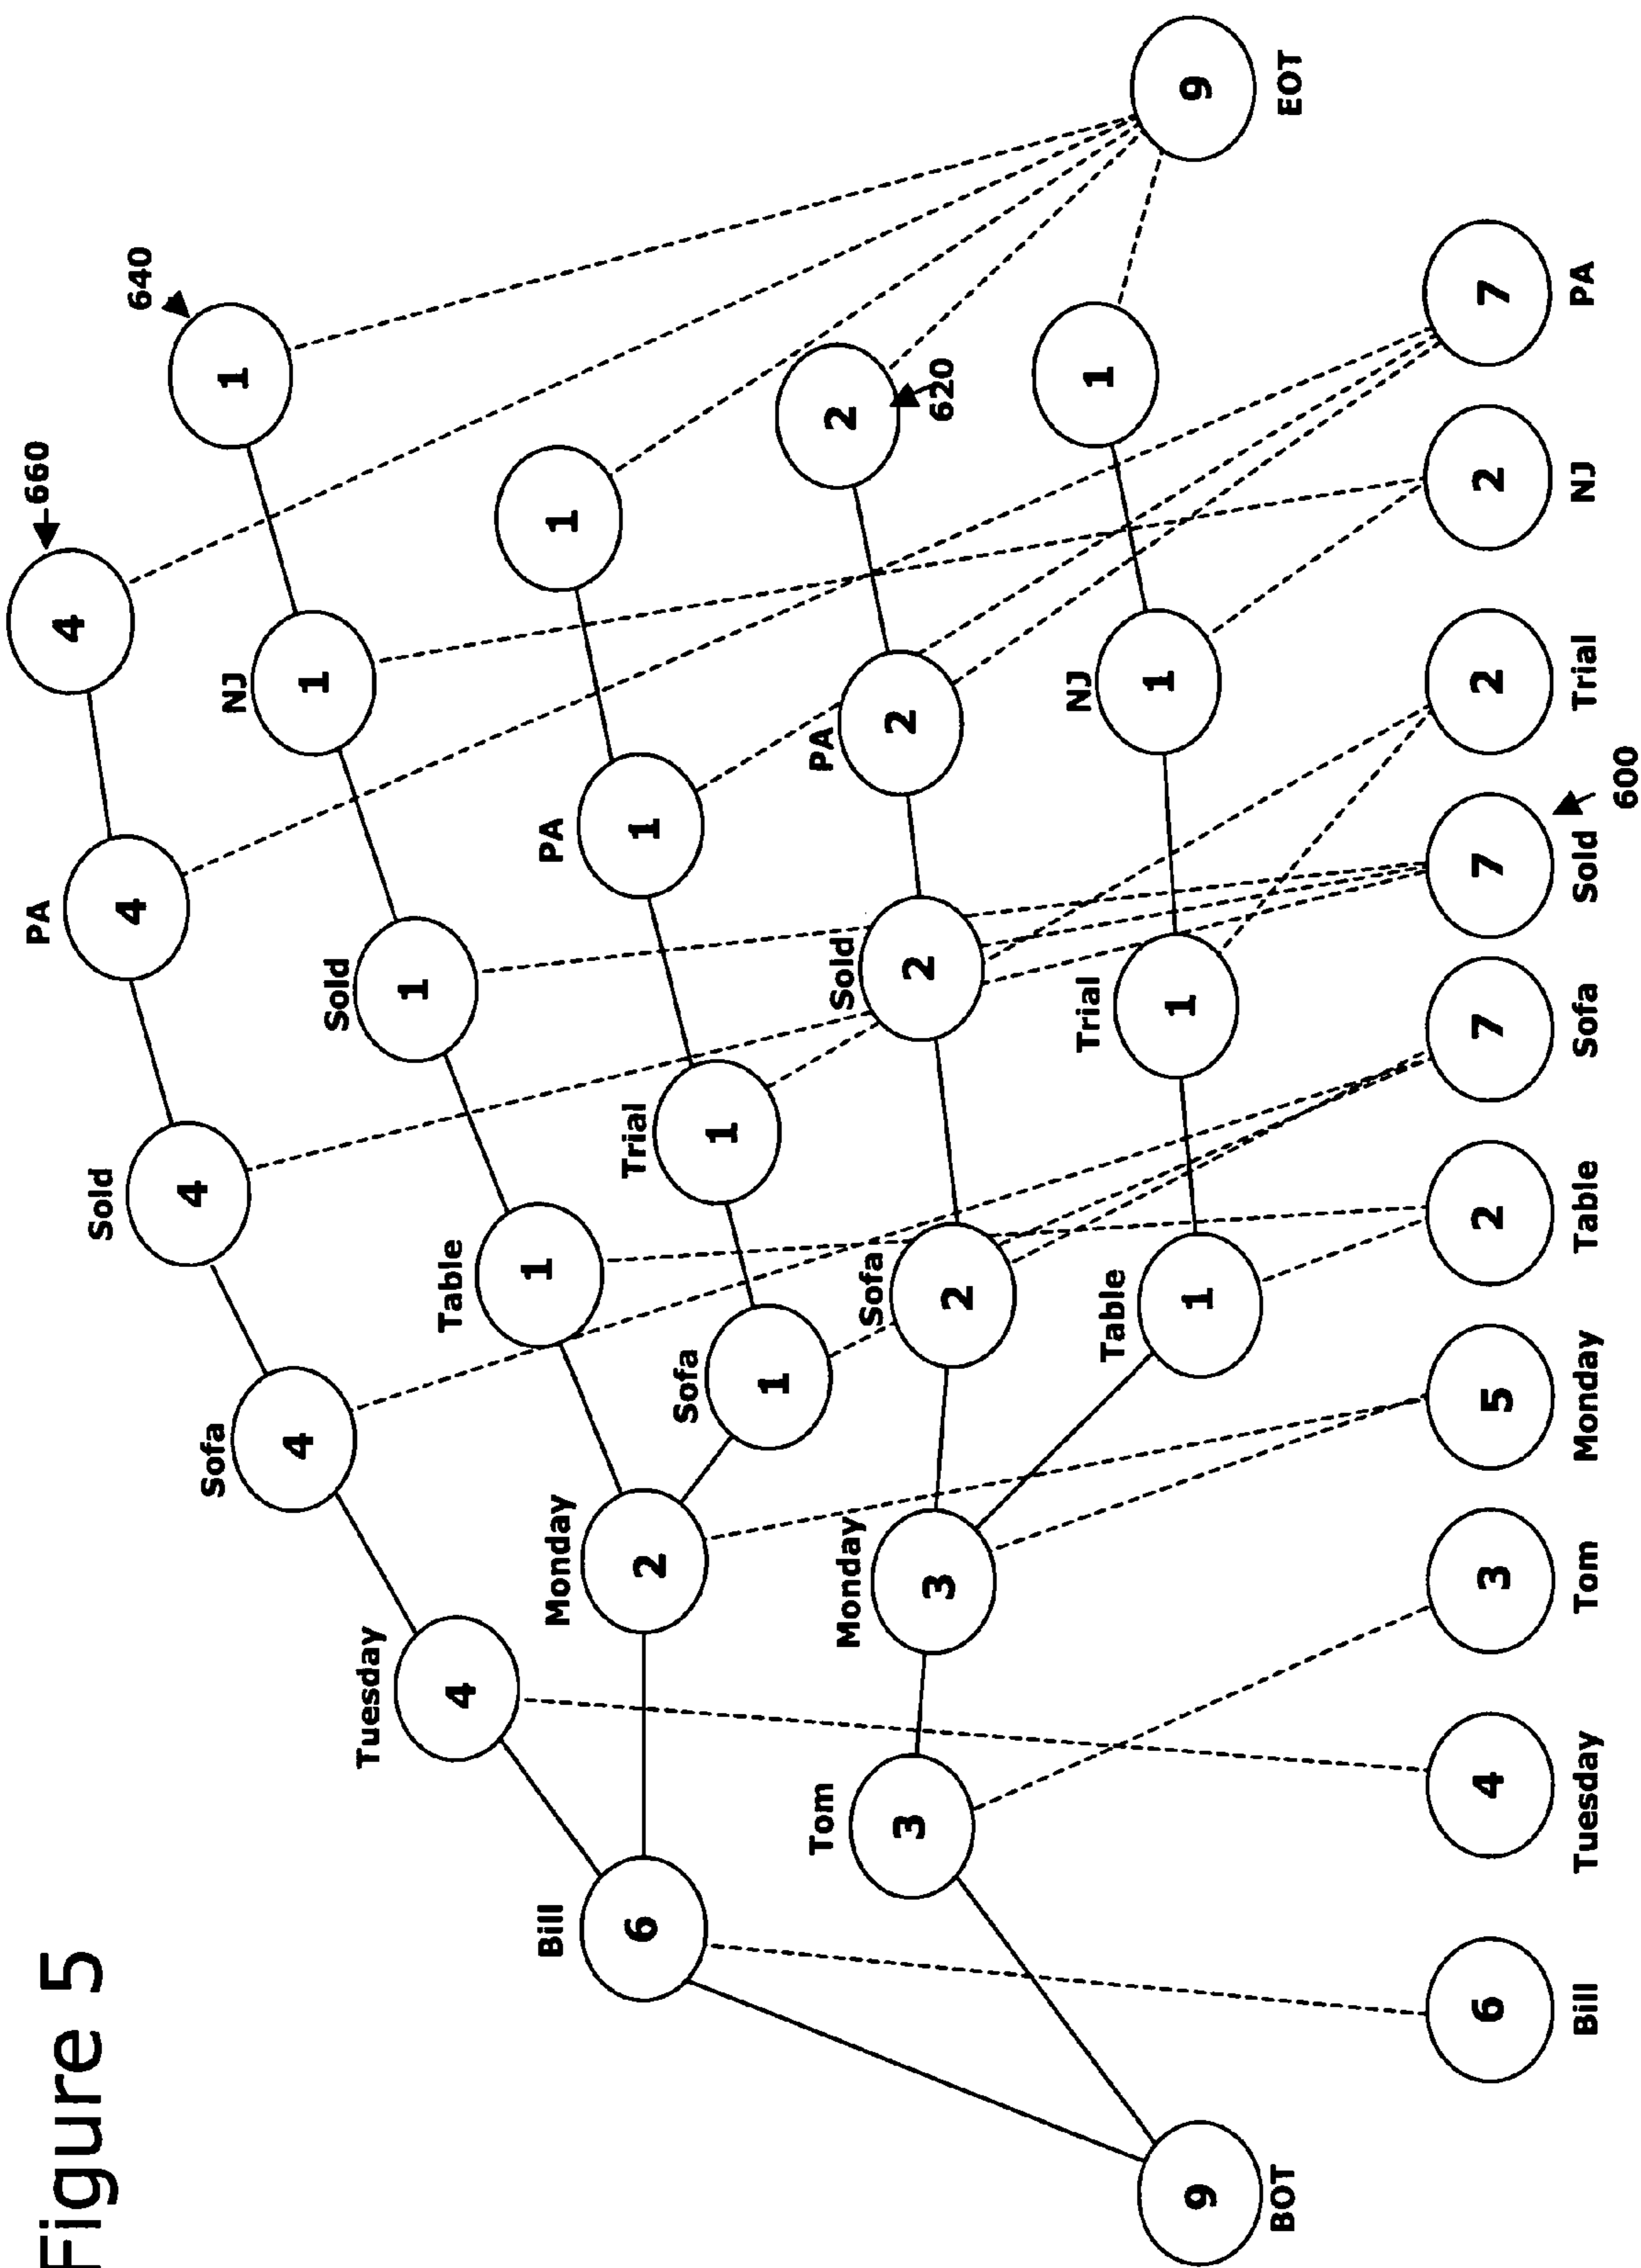 Figure 5
660
4
640
1
PA
4
NJ
1
1
Sold
4
Sold
1
PA
1
2
620
Sofa
4
Table
1
Trial
1
PA
2
1
9
EOT
Tuesday
4
Monday
2
Sofa
1
Sold
2
NJ
1
Bill
6
Monday
3
Sofa
2
Trial
1
Tom
3
Table
1
9
BOT
6
4
3
5
2
7
7
2
2
7
Bill
Tuesday
Tom
Monday
Table
Sofa
Sold
Trial
NJ
PA
600